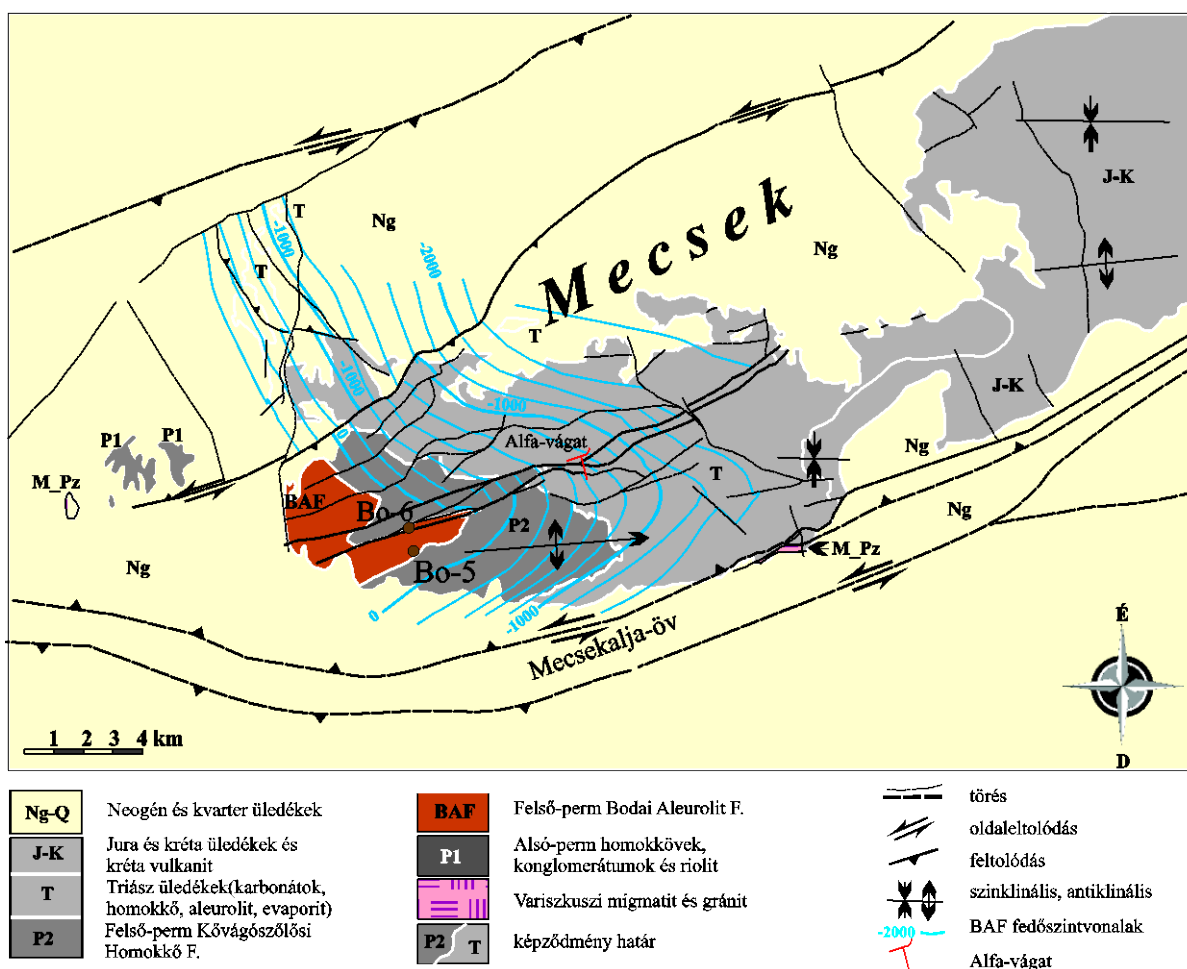 J-K
T
Ng
-1000
-2000
Mecsek
Ng
T
T
J-K
-1000
-1000
P1
P1
0
Alfa-vágat
Ng
M_Pz
BAF
Bo-6
T
P2
Ng
M_Pz
Ng
Bo-5
0
-1000
Mecsekalja-öv
É
D
1 2 3 4 km
Ng-Q
Neogén és kvarter üledékek
J-K
Jura és kréta üledékek és
kréta vulkanit
T
Triász üledékek(karbonátok,
homokkő, aleurolit, evaporit)
P2
Felső-perm Kővágószőlősi
Homokkő F.
BAF
Felső-perm Bodai Aleurolit F.
P1
Alsó-perm homokkövek,
konglomerátumok és riolit
Variszkuszi migmatit és gránit
P2
T
képződmény határ
törés
oldaleltolódás
feltolódás
szinklinális, antiklinális
-2000
BAF fedőszintvonalak
Alfa-vágat